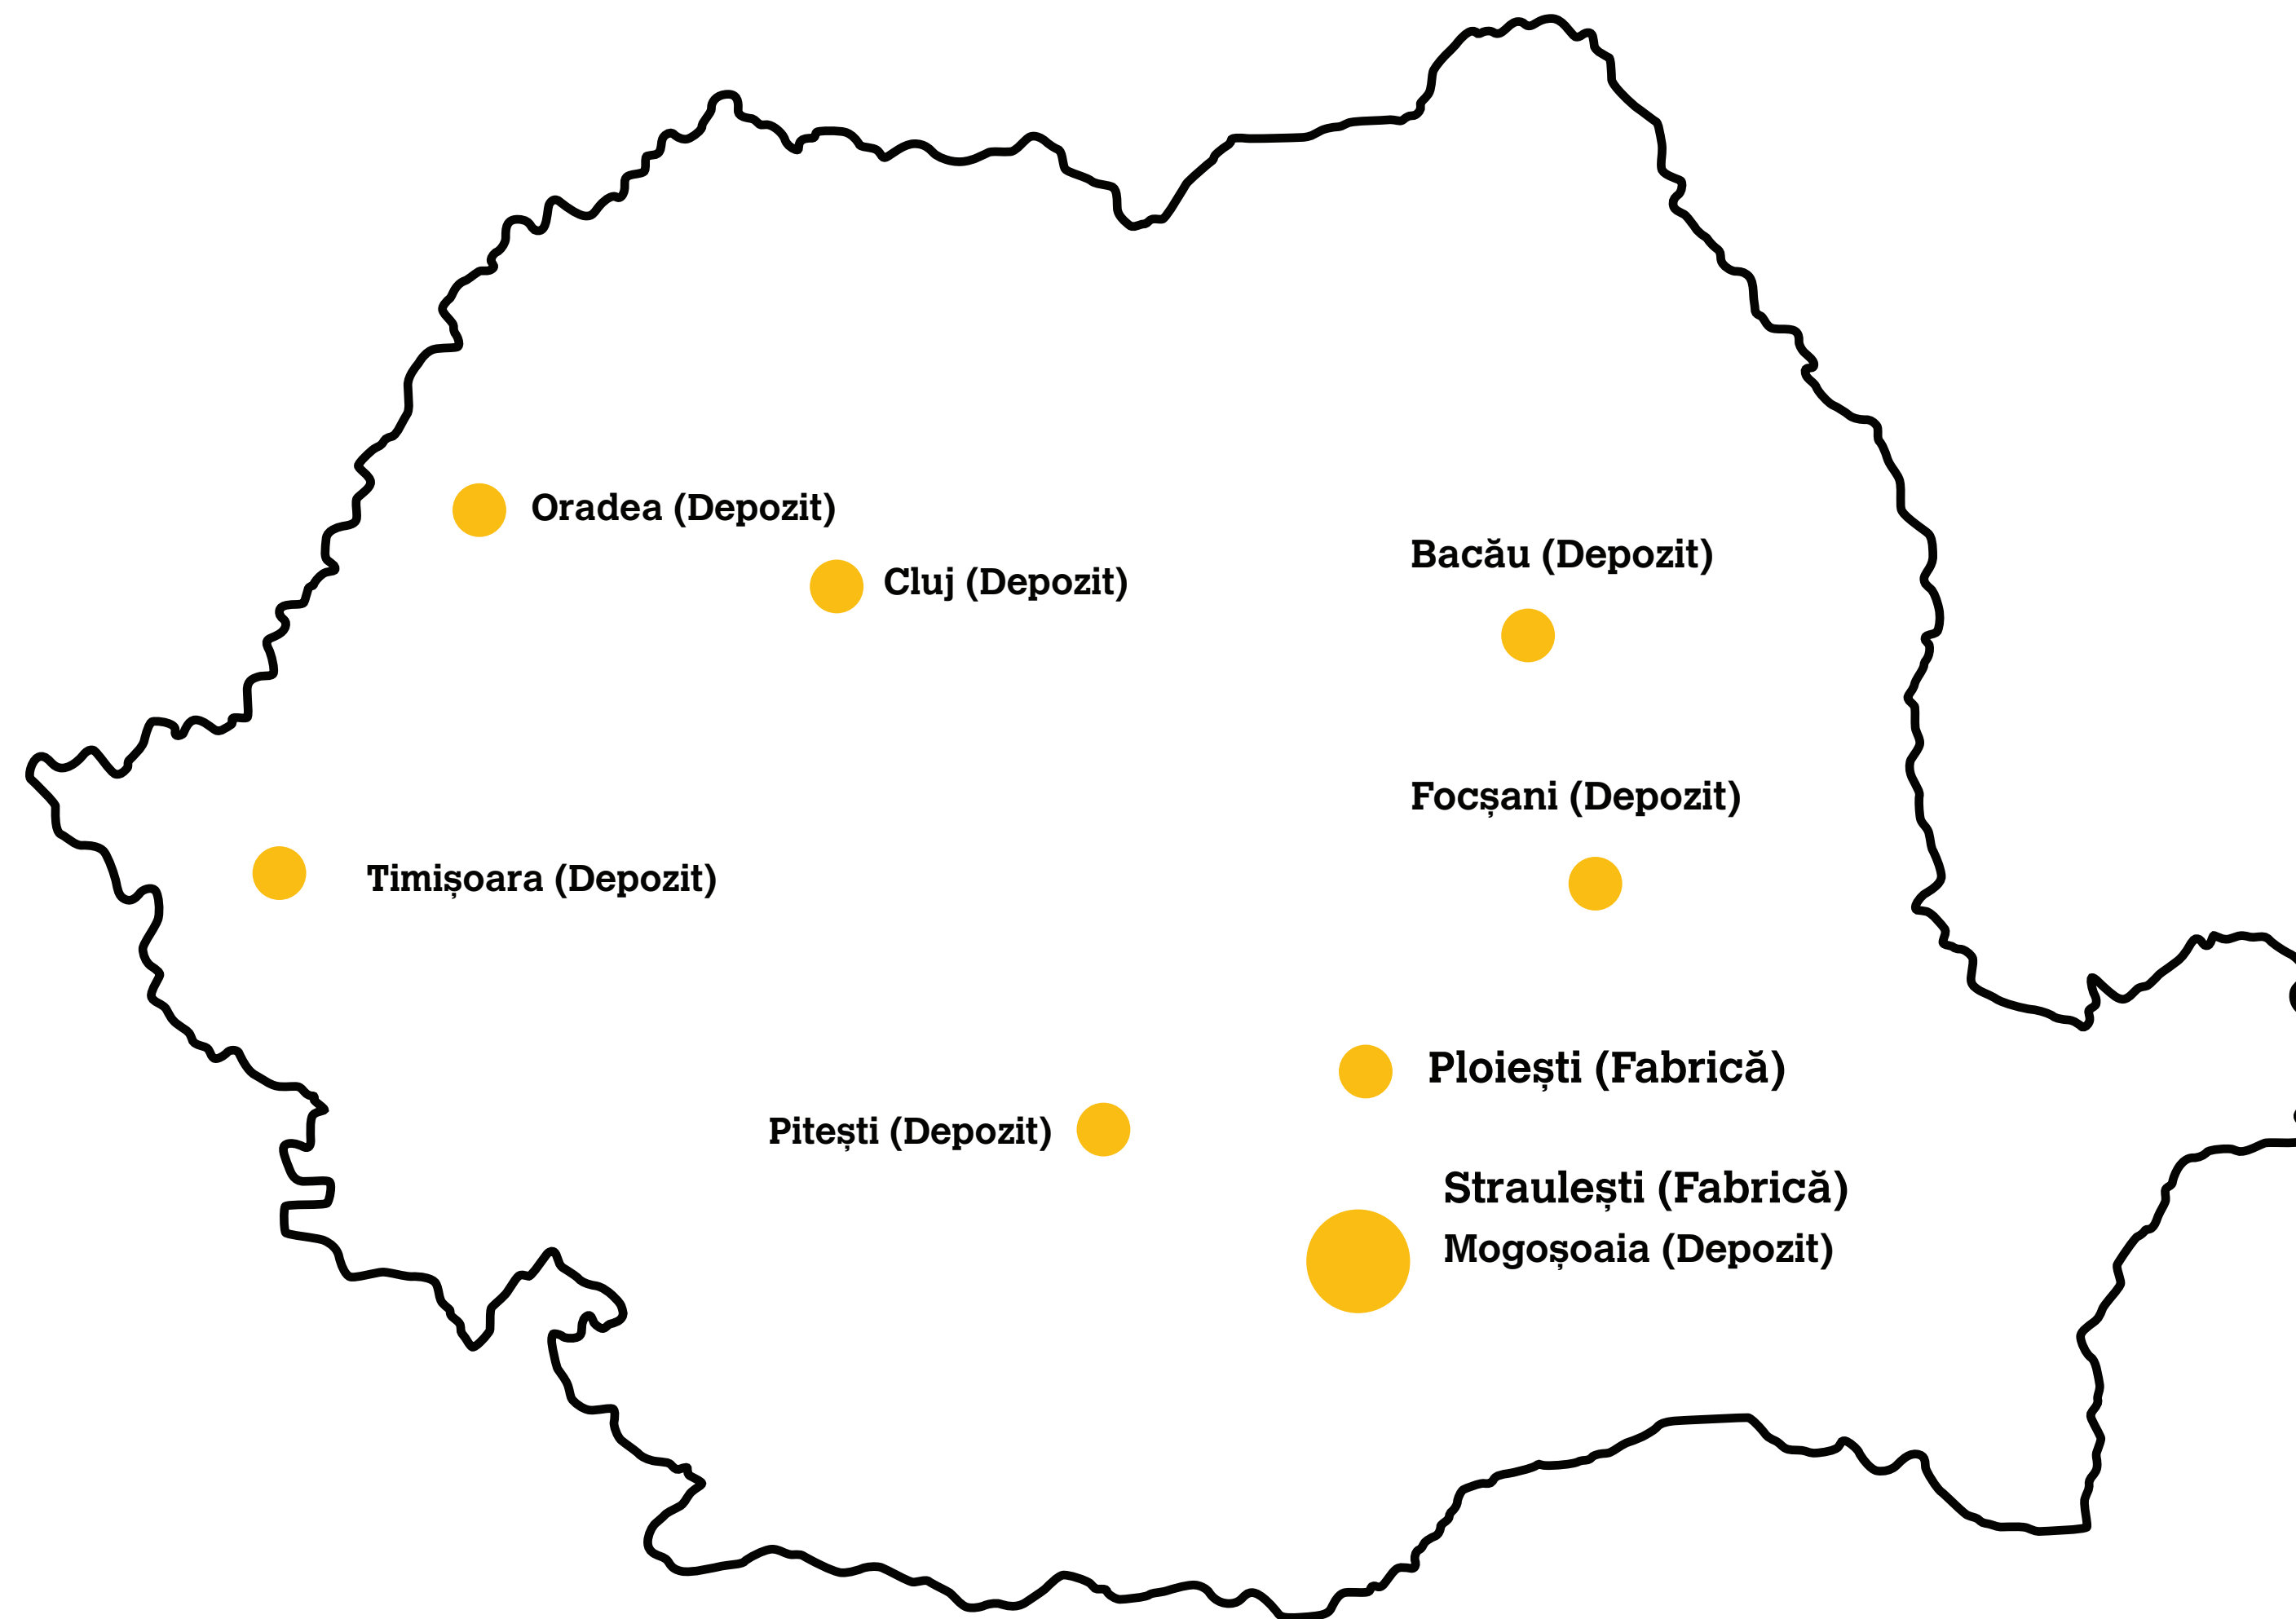 Oradea (Depozit)
Cluj (Depozit)
Bacău (Depozit)
Focșani (Depozit)
Timișoara (Depozit)
Ploiești (Fabrică)
Pitești (Depozit)
Straulești (Fabrică)
Mogoșoaia (Depozit)